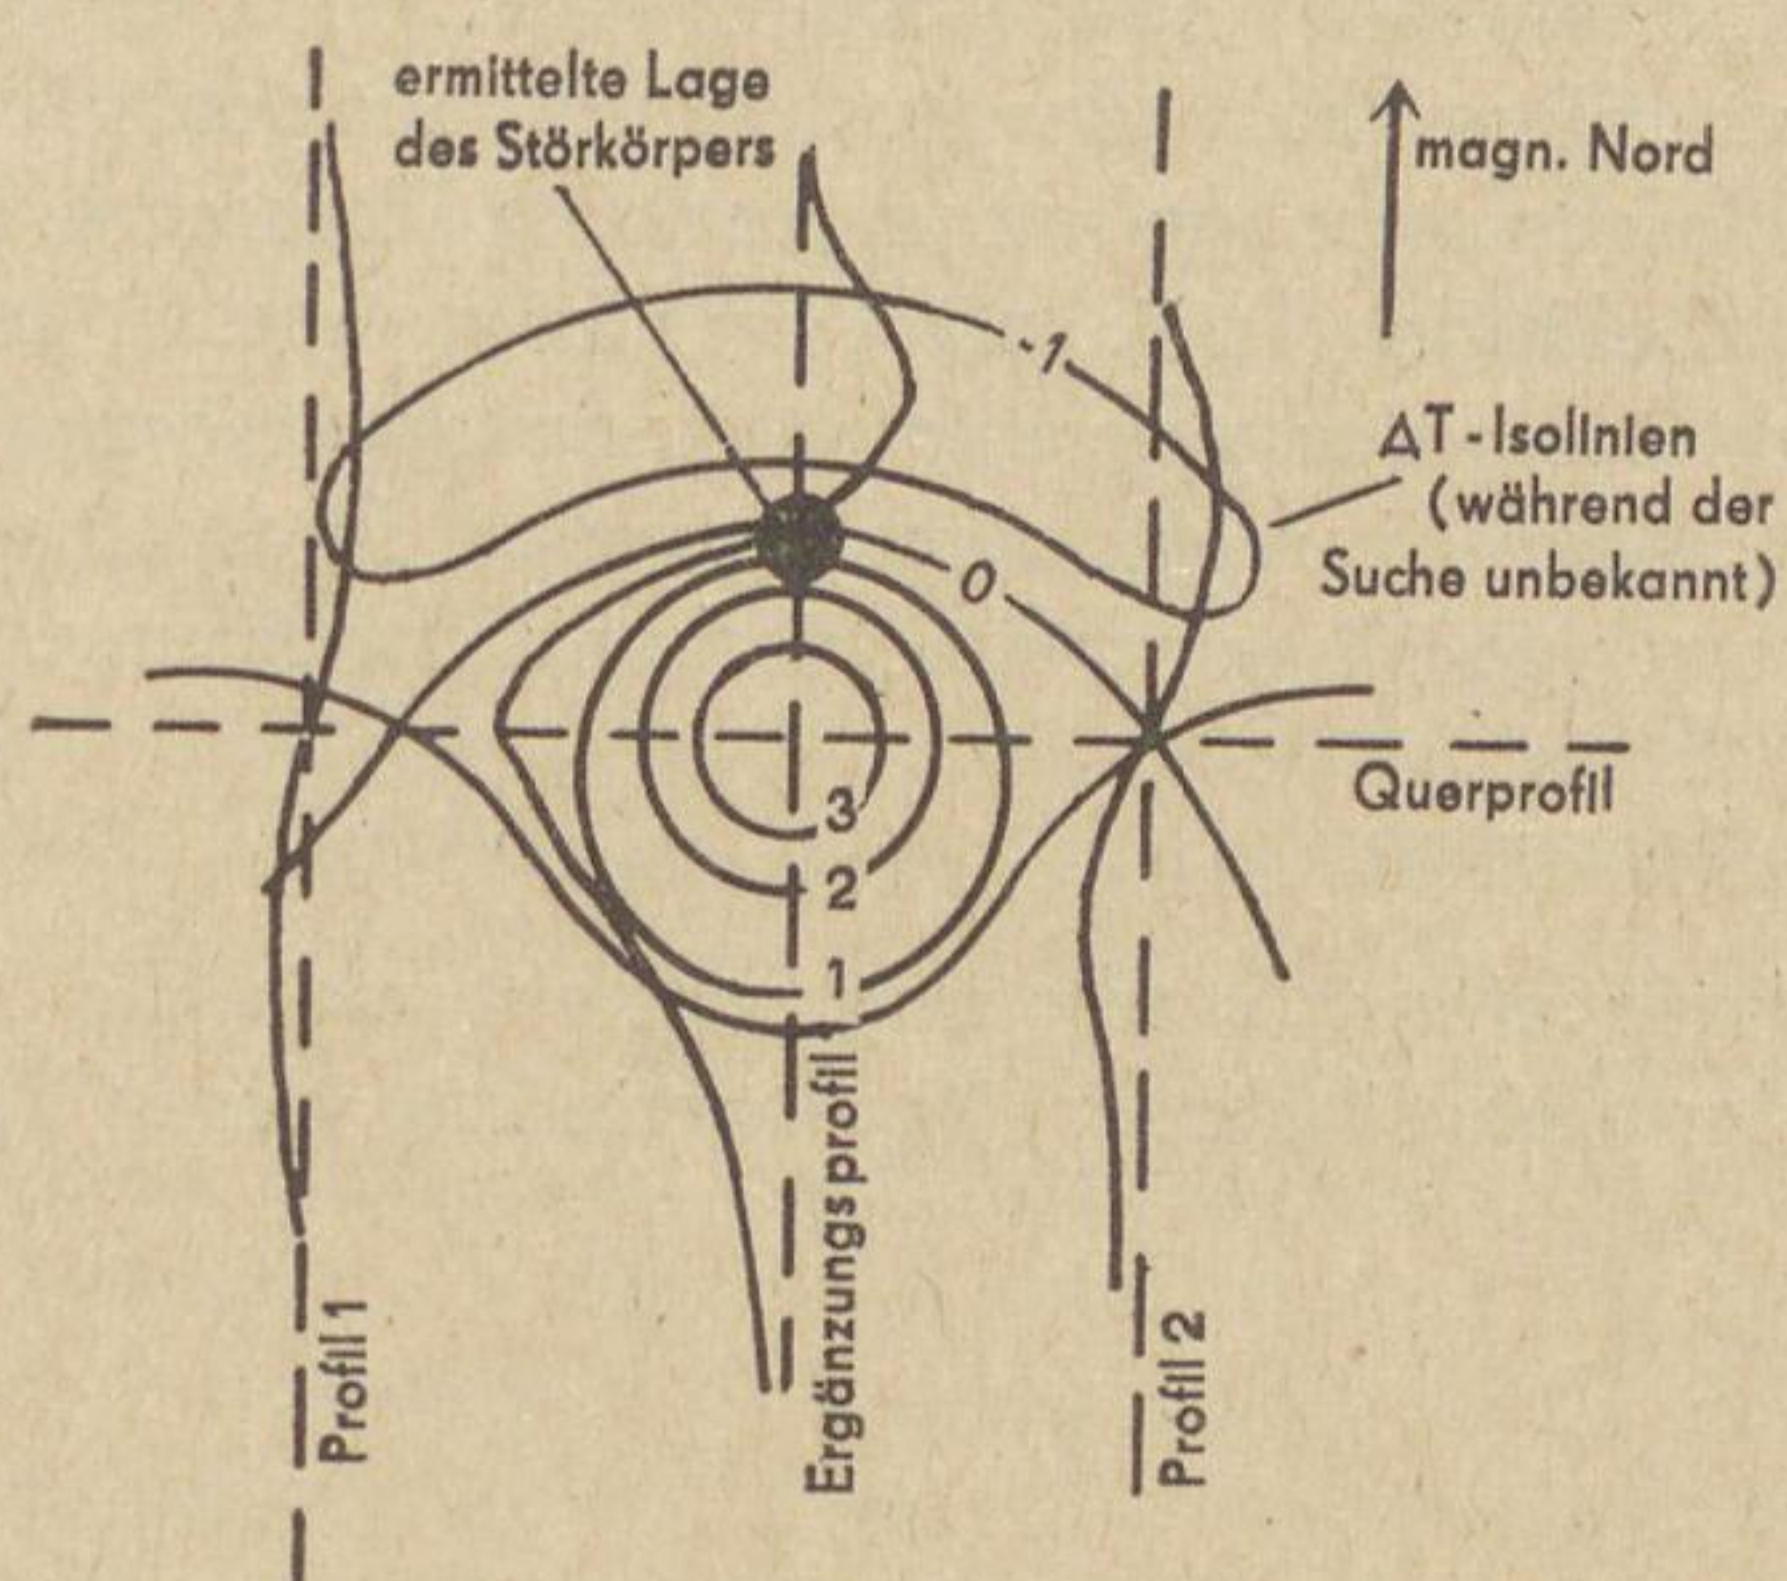 ermittelte Lage
des Störkörpers
magn. Nord
-1
ΔT-Isolinien
(während der
Suche unbekannt)
0
Querprofil
3
2
1
Ergänzungsprofil
Profil 1
Profil 2